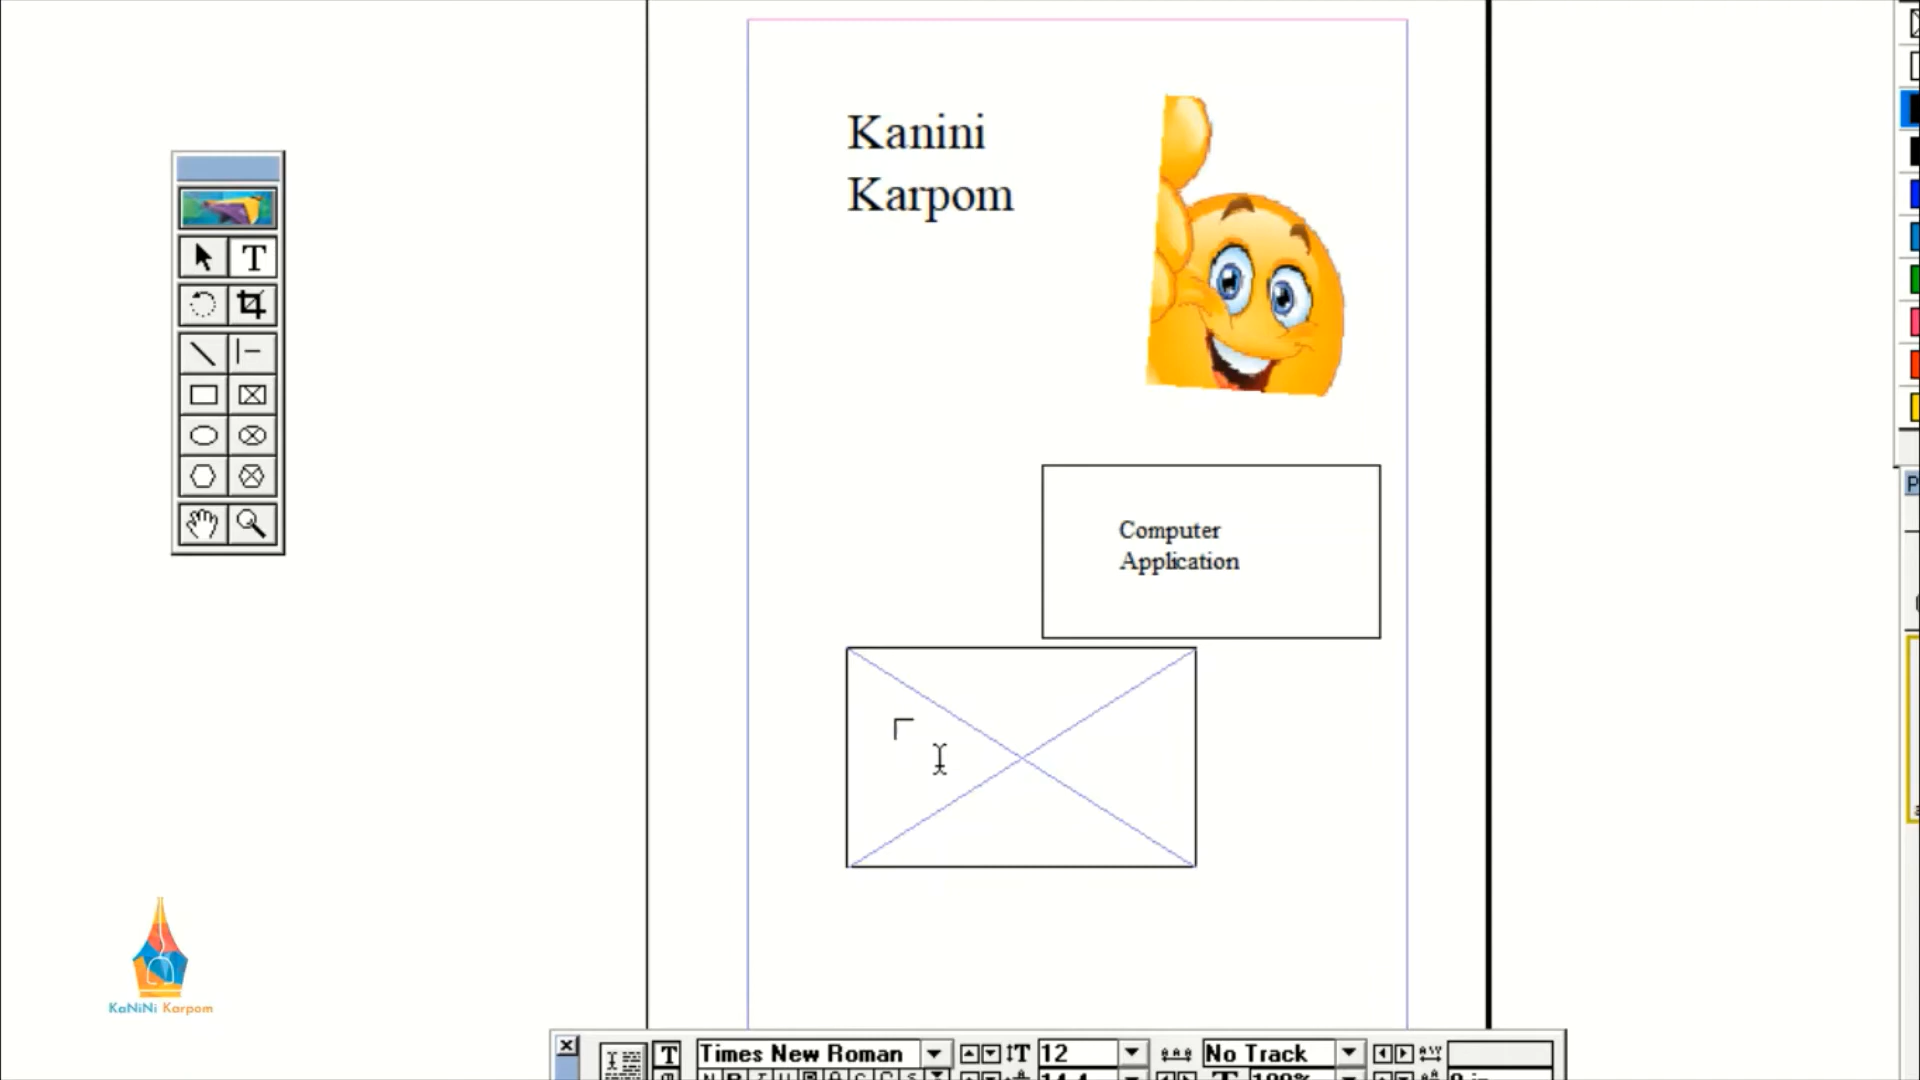 Kanini
Karpom
T
Computer
Application
KaNiNi Karpom
T
Times New Roman
T
12
No Track